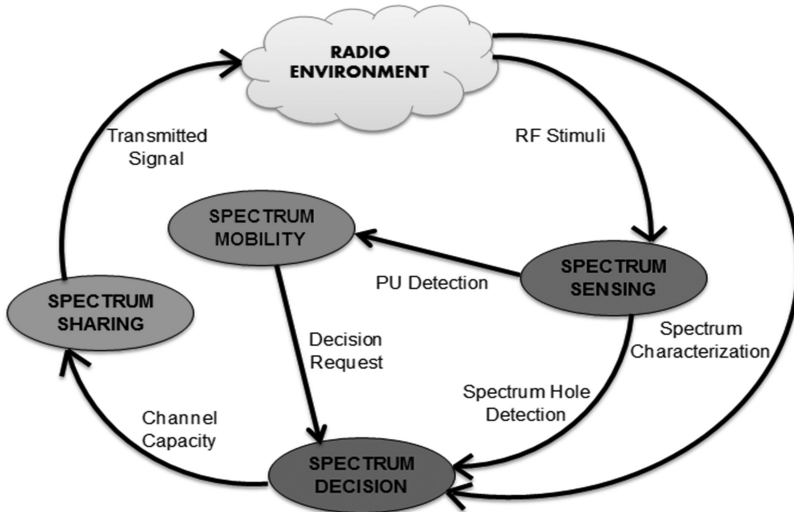 RADIO
ENVIRONMENT
Transmitted
Signal
RF Stimuli
SPECTRUM
MOBILITY
PU Detection
SPECTRUM
SENSING
SPECTRUM
SHARING
Decision
Request
Spectrum
Characterization
Spectrum Hole
Detection
Channel
Capacity
SPECTRUM
DECISION